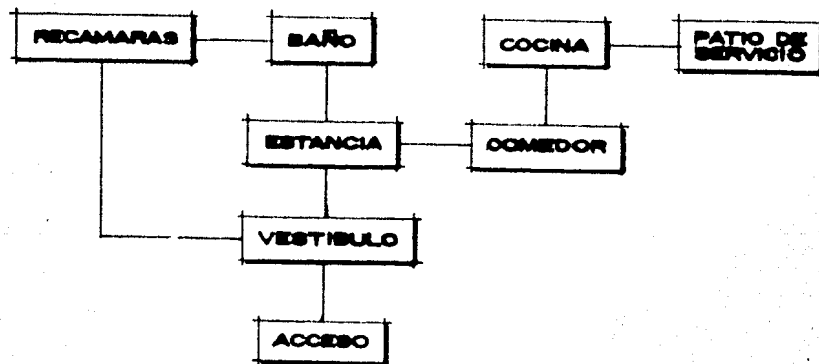 RECAMARAS
BAÑO
COCINA
PATIO DE
SERVICIO
ESTANCIA
COMEDOR
VESTIBULO
ACCESO